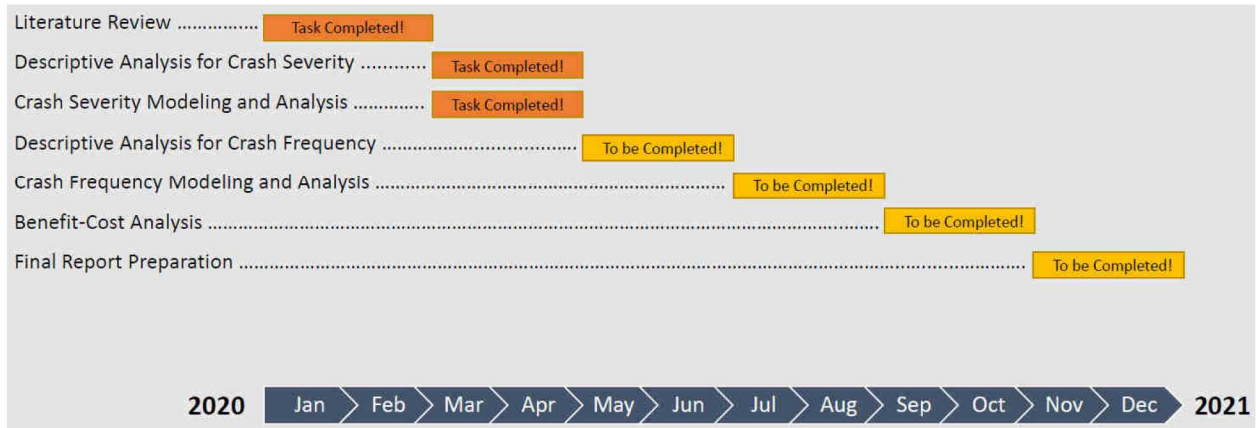 Literature Review ................ Task Completed!
Descriptive Analysis for Crash Severity ............ Task Completed!
Crash Severity Modeling and Analysis .............. Task Completed!
Descriptive Analysis for Crash Frequency .................................... To be Completed!
Crash Frequency Modeling and Analysis ................................................................ To be Completed!
Benefit-Cost Analysis ........................................................................................................................ To be Completed!
Final Report Preparation ............................................................................................................................................ To be Completed!
2020 Jan Feb Mar Apr May Jun Jul Aug Sep Oct Nov Dec 2021